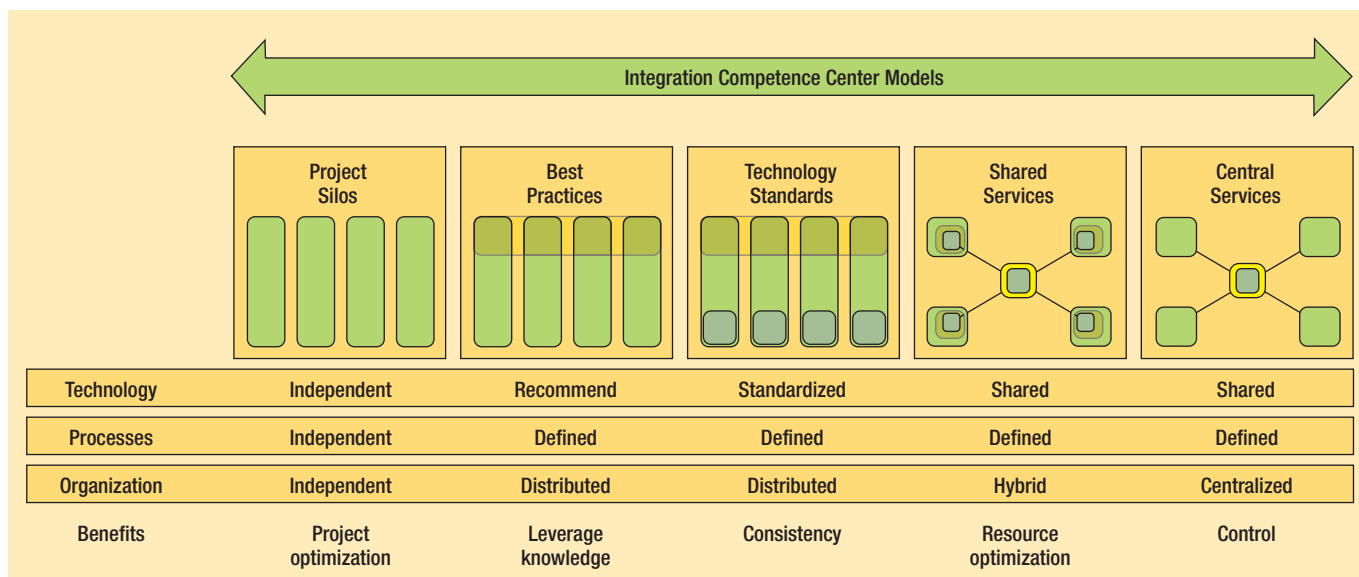 Integration Competence Center Models
Project
Silos
Best
Practices
Technology
Standards
Shared
Services
Central
Services
Technology Independent Recommend Standardized Shared Shared
Processes Independent Defined Defined Defined Defined
Organization Independent Distributed Distributed Hybrid Centralized
Benefits Project Leverage Consistency Resource Control
optimization knowledge optimization